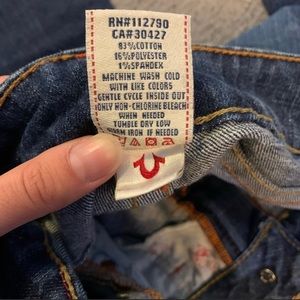 RN#112790
CA#30427
83%COTTON
16%POLYESTER
1%SPANDEX
MACHINE WASH COLD
WITH LIKE COLORS
GENTLE CYCLE INSIDE OUT
ONLY NON-CHLORINE BLEACH
WHEN NEEDED
TUMBLE DRY LOW
IRON IF NEEDED